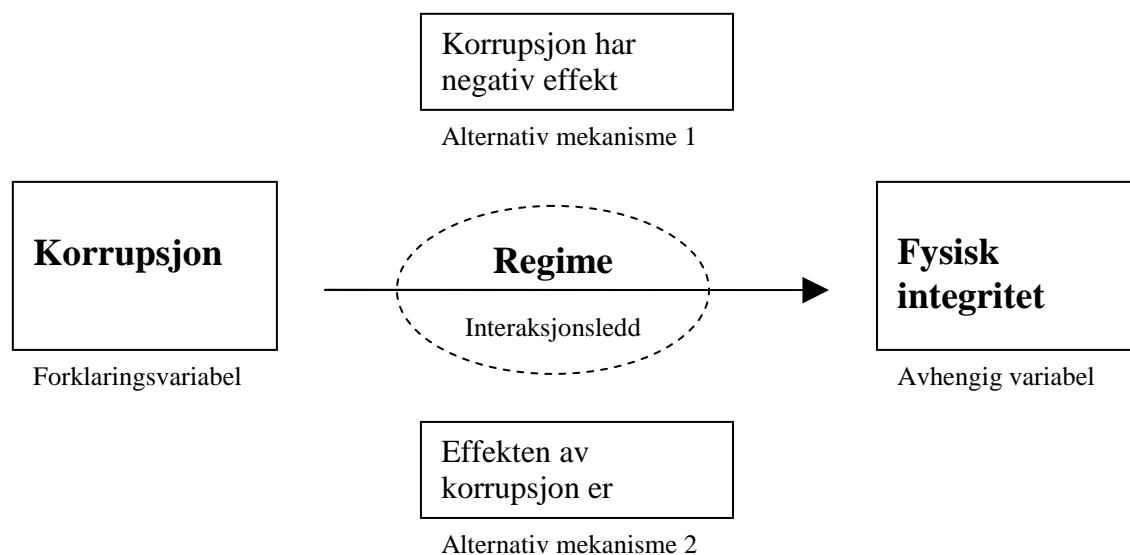 Korrupsjon har
negativ effekt
Alternativ mekanisme 1
Korrupsjon
Forklaringsvariabel
Regime
Interaksjonsledd
Fysisk
integritet
Avhengig variabel
Effekten av
korrupsjon er
Alternativ mekanisme 2